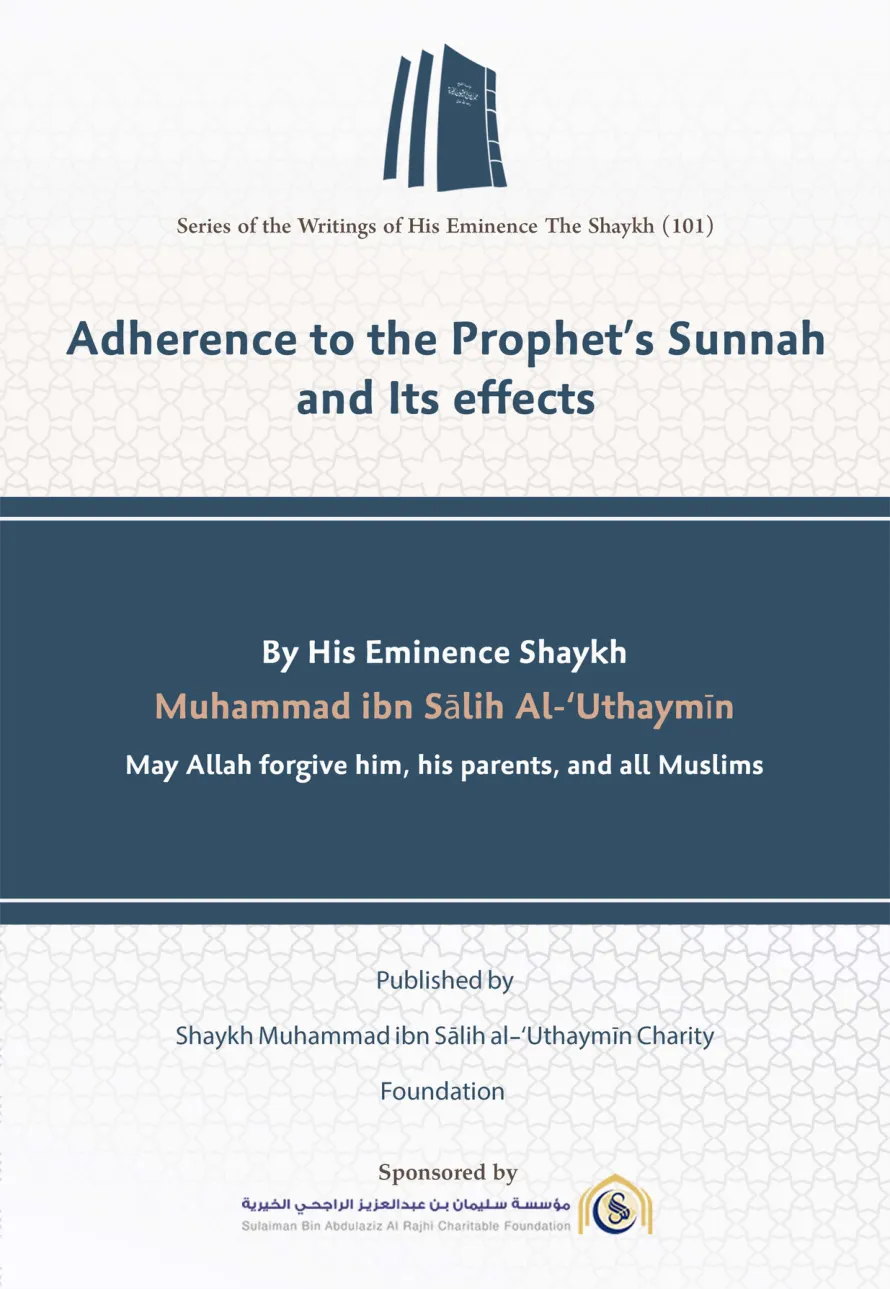 Series of the Writings of His Eminence The Shaykh (101)
Adherence to the Prophet’s Sunnah
and Its effects
By His Eminence Shaykh
Muhammad ibn Sālih Al-‘Uthaymīn
May Allah forgive him, his parents, and all Muslims
Published by
Shaykh Muhammad ibn Sālih al-‘Uthaymīn Charity
Foundation
Sponsored by
مؤسسة سليمان بن عبدالعزيز الراجحي الخيرية
Sulaiman Bin Abdulaziz Al Rajhi Charitable Foundation